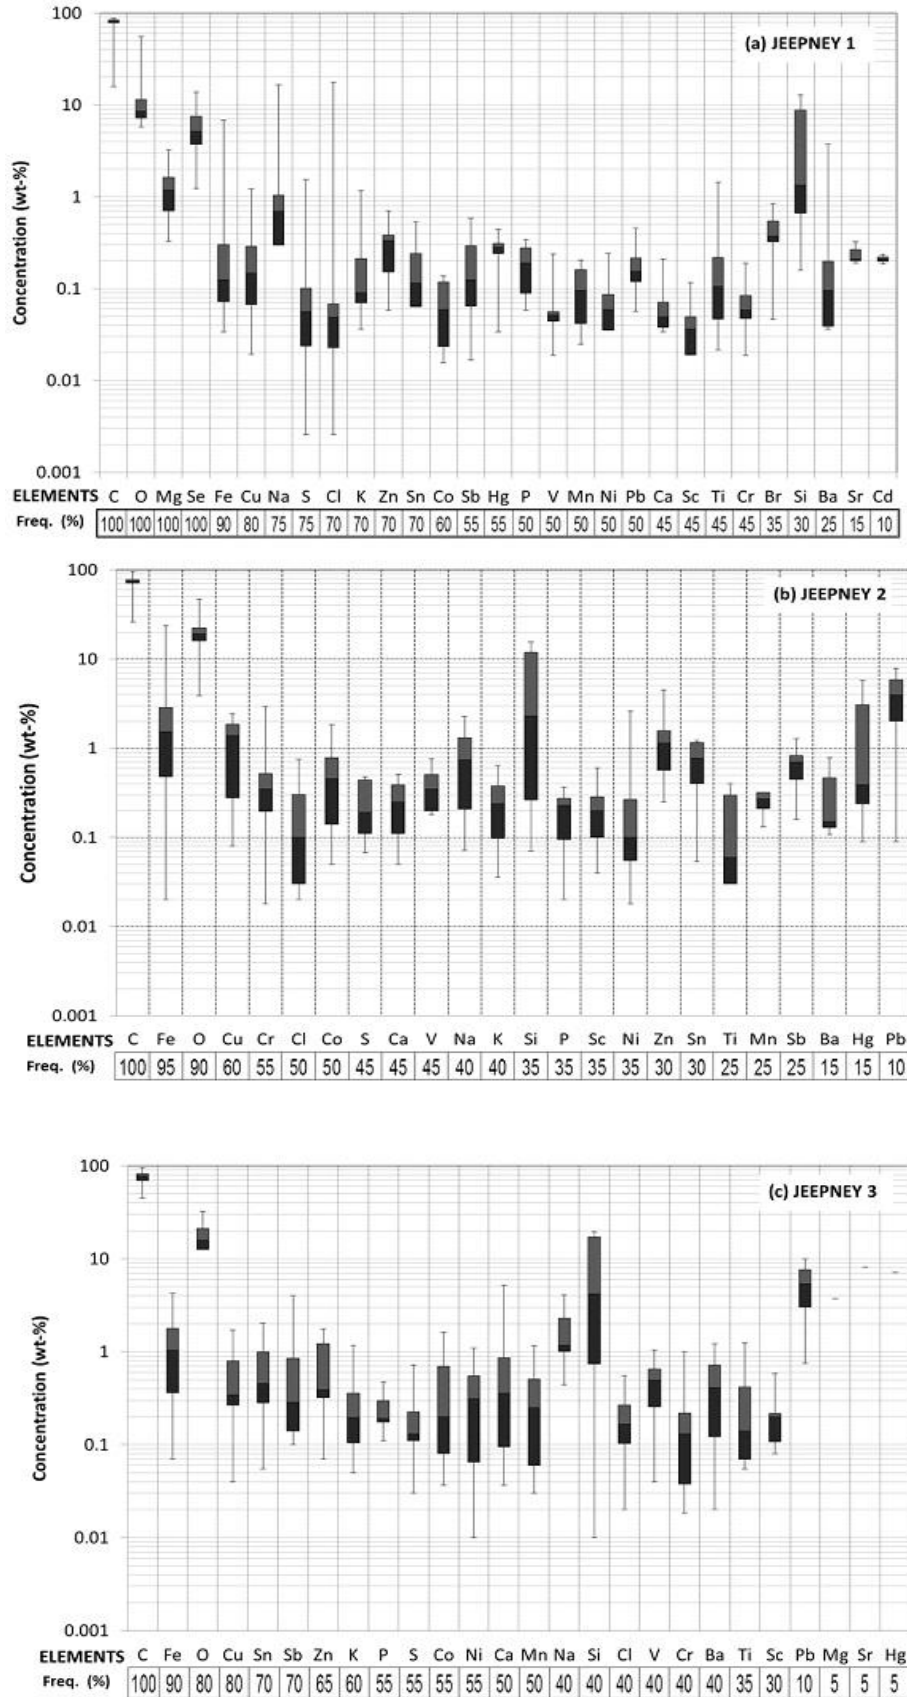 (a) JEEPNEY 1
Concentration (wt-%)
100
10
1
0.1
0.01
0.001
ELEMENTS C O Mg Se Fe Cu Na S Cl K Zn Sn Co Sb Hg P V Mn Ni Pb Ca Sc Ti Cr Br Si Ba Sr Cd
Freq. (%) 100 100 100 100 90 80 75 75 70 70 70 70 60 55 55 50 50 50 50 50 45 45 45 45 35 30 25 15 10
(b) JEEPNEY 2
Concentration (wt-%)
100
10
1
0.1
0.01
0.001
ELEMENTS C Fe O Cu Cr Cl Co S Ca V Na K Si P Sc Ni Zn Sn Ti Mn Sb Ba Hg Pb
Freq. (%) 100 95 90 60 55 50 50 45 45 45 40 40 35 35 35 35 30 30 25 25 25 15 15 10
(c) JEEPNEY 3
Concentration (wt-%)
100
10
1
0.1
0.01
0.001
ELEMENTS C Fe O Cu Sn Sb Zn K P S Co Ni Ca Mn Na Si Cl V Cr Ba Ti Sc Pb Mg Sr Hg
Freq. (%) 100 90 80 80 70 70 65 60 55 55 55 55 50 50 40 40 40 40 40 40 35 30 10 5 5 5